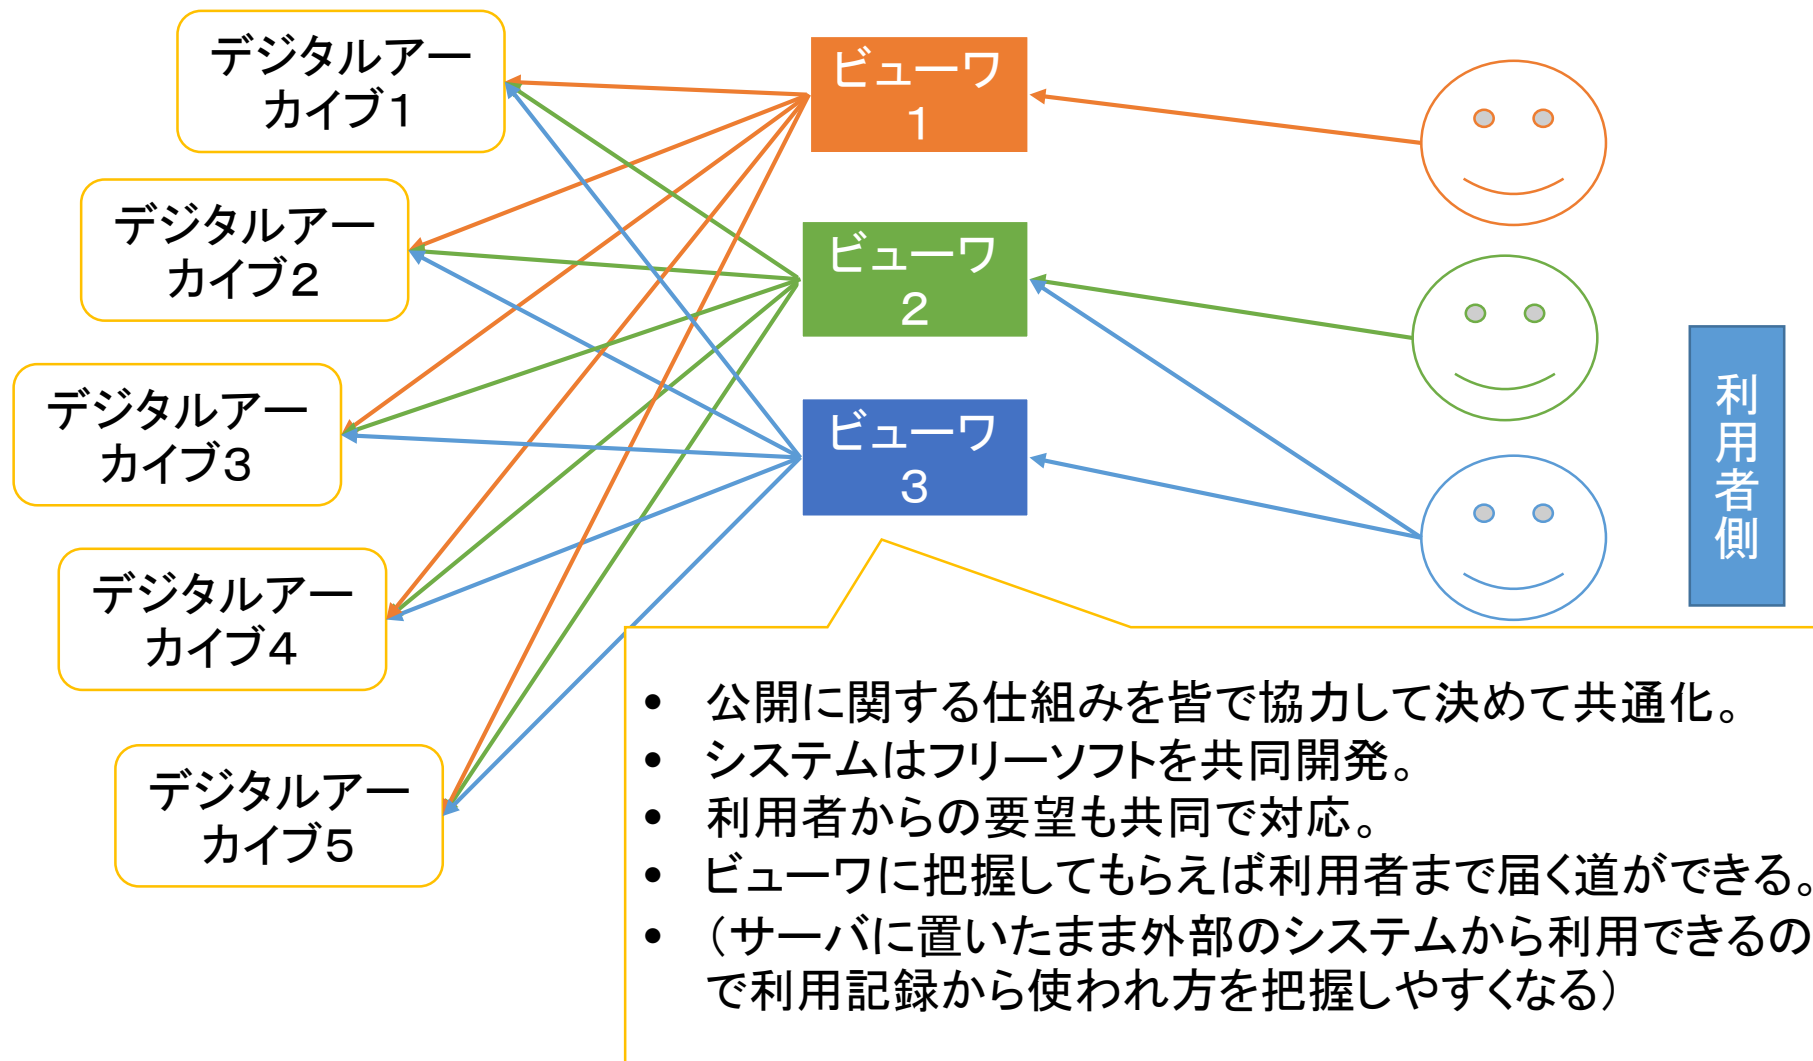 デジタルアー
カイブ1
デジタルアー
カイブ2
デジタルアー
カイブ3
デジタルアー
カイブ4
デジタルアー
カイブ5
ビューワ
1
ビューワ
2
ビューワ
3
利用者側
• 公開に関する仕組みを皆で協力して決めて共通化。
• システムはフリーソフトを共同開発。
• 利用者からの要望も共同で対応。
• ビューワに把握してもらえば利用者まで届く道ができる。
• （サーバに置いたまま外部のシステムから利用できるの
で利用記録から使われ方を把握しやすくなる）